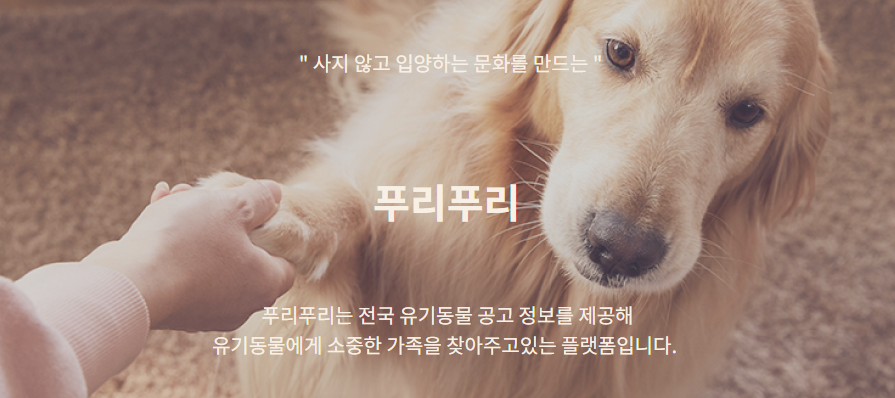 " 사지 않고 입양하는 문화를 만드는 "
푸리푸리
푸리푸리는 전국 유기동물 공고 정보를 제공해
유기동물에게 소중한 가족을 찾아주고있는 플랫폼입니다.